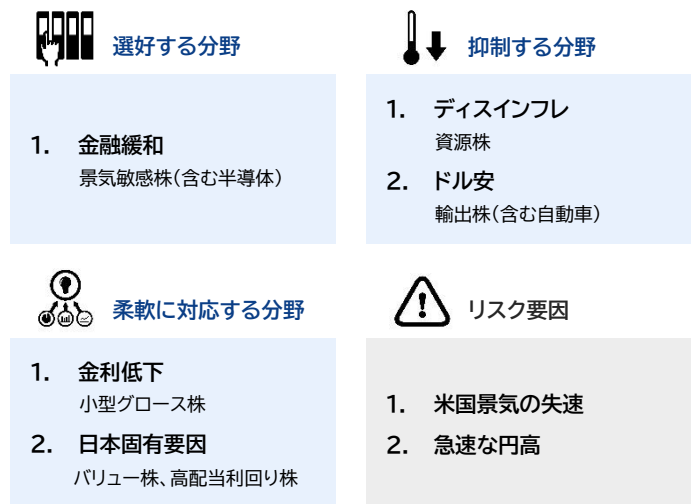 選好する分野
1. 金融緩和
景気敏感株(含む半導体)
抑制する分野
1. ディスインフレ
資源株
2. ドル安
輸出株(含む自動車)
柔軟に対応する分野
1. 金利低下
小型グロース株
2. 日本固有要因
バリュー株、高配当利回り株
リスク要因
1. 米国景気の失速
2. 急速な円高